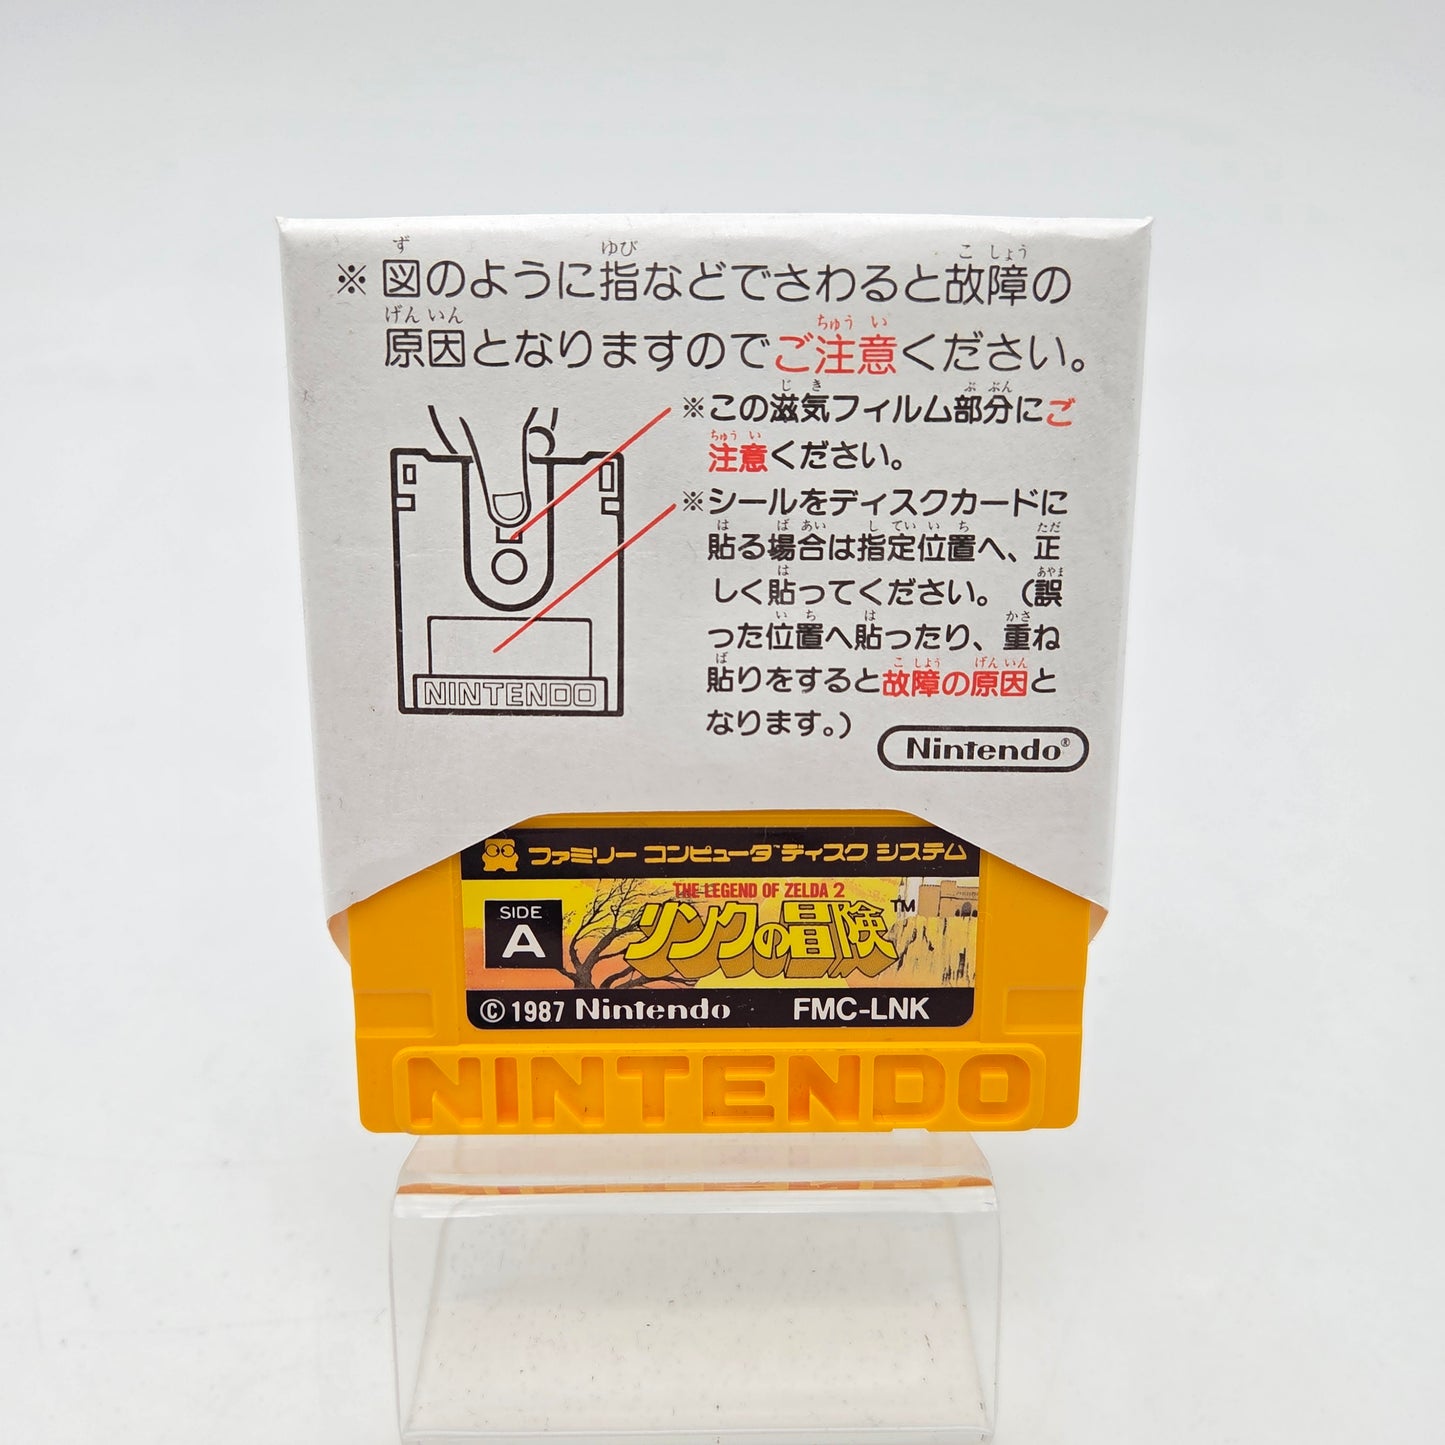 ※図のように指などでさわると故障の
原因となりますのでご注意ください。
※この滋気フィルム部分にご
注意ください。
※シールをディスクカードに
貼る場合は指定位置へ、正
しく貼ってください。(誤
った位置へ貼ったり、重ね
貼りをすると故障の原因と
なります。)
NINTENDO
Nintendo®
ファミリー コンピュータ ディスク システム
THE LEGEND OF ZELDA 2
SIDE
A
リンクの冒険™
© 1987 Nintendo FMC-LNK
NINTENDO